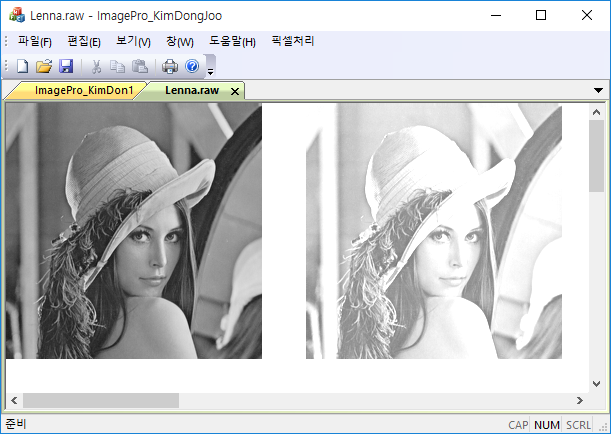 Lenna.raw - ImagePro_KimDongJoo
파일(F) 편집(E) 보기(V) 창(W) 도움말(H) 픽셀처리
ImagePro_KimDon1 Lenna.raw
준비 CAP NUM SCRL